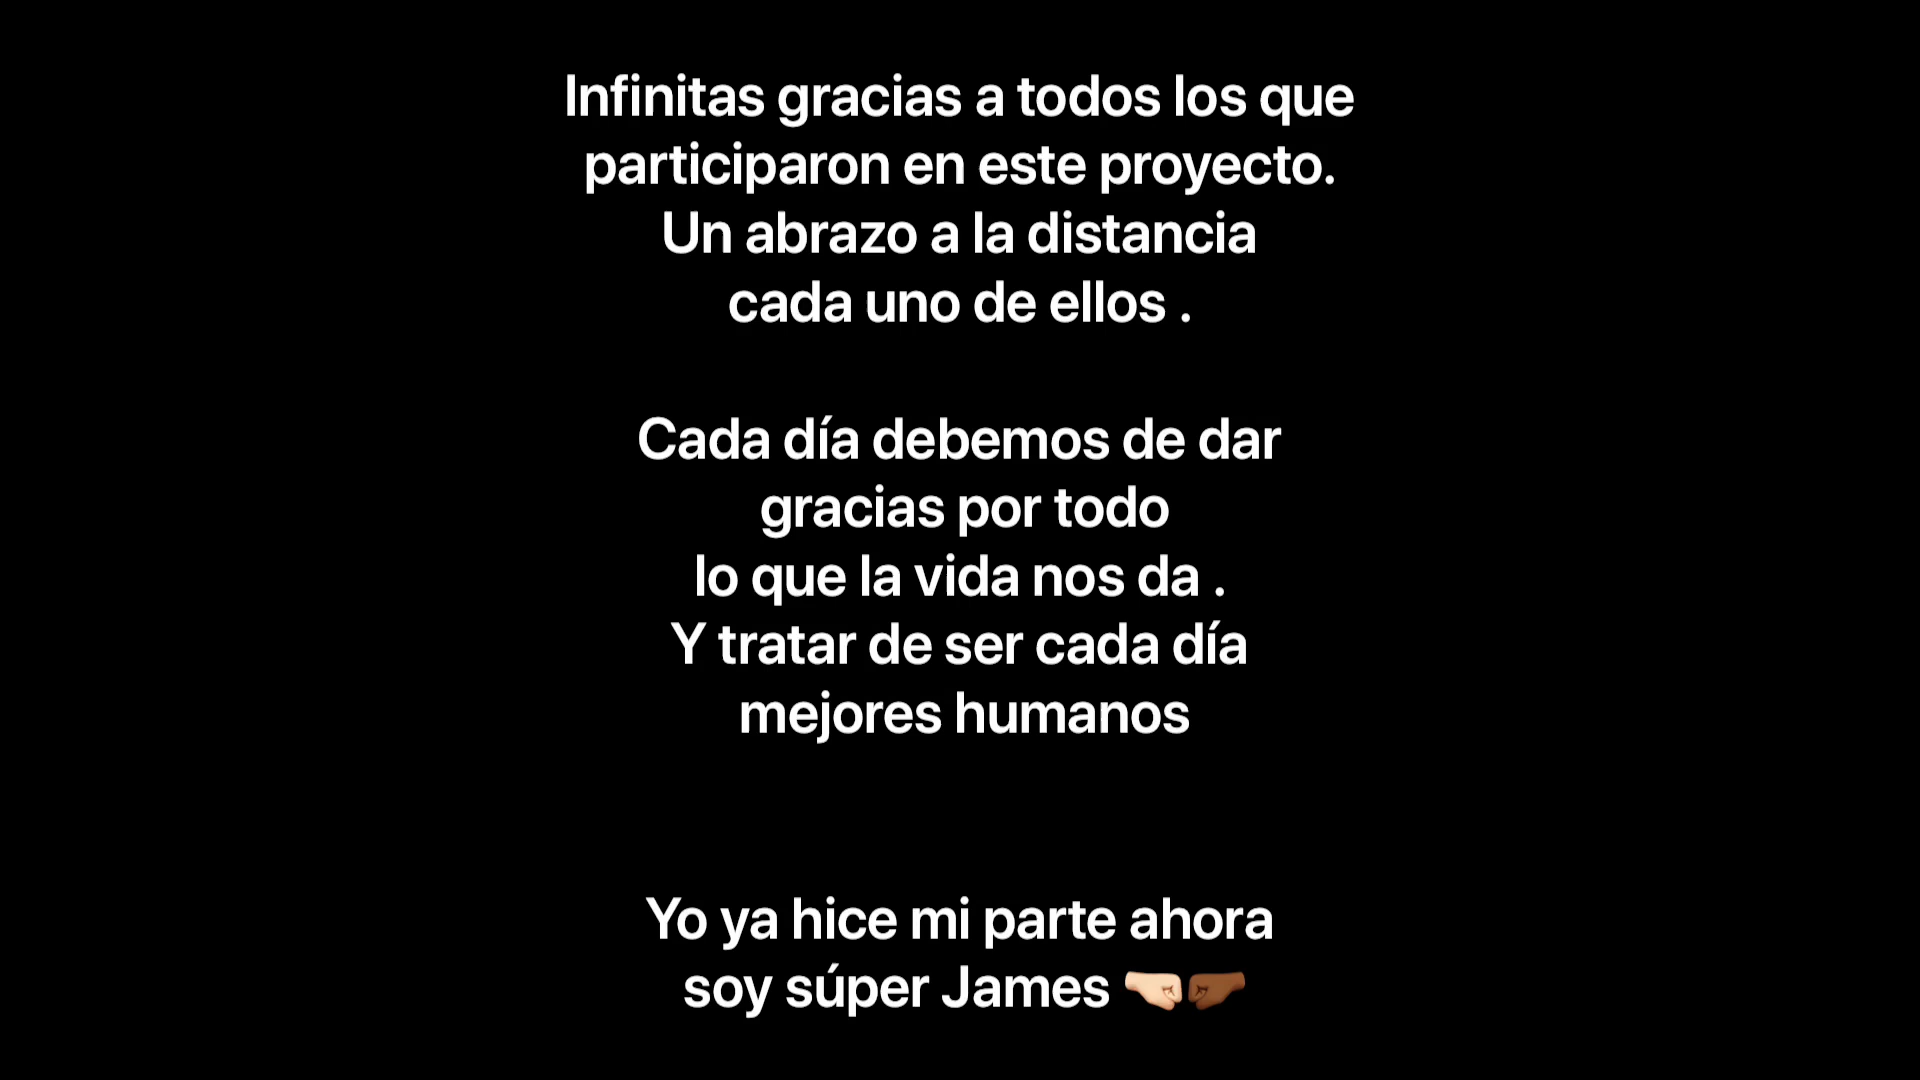 Infinitas gracias a todos los que
participaron en este proyecto.
Un abrazo a la distancia
cada uno de ellos .
Cada día debemos de dar
gracias por todo
lo que la vida nos da .
Y tratar de ser cada día
mejores humanos
Yo ya hice mi parte ahora
soy súper James 🤜🏻🤛🏾